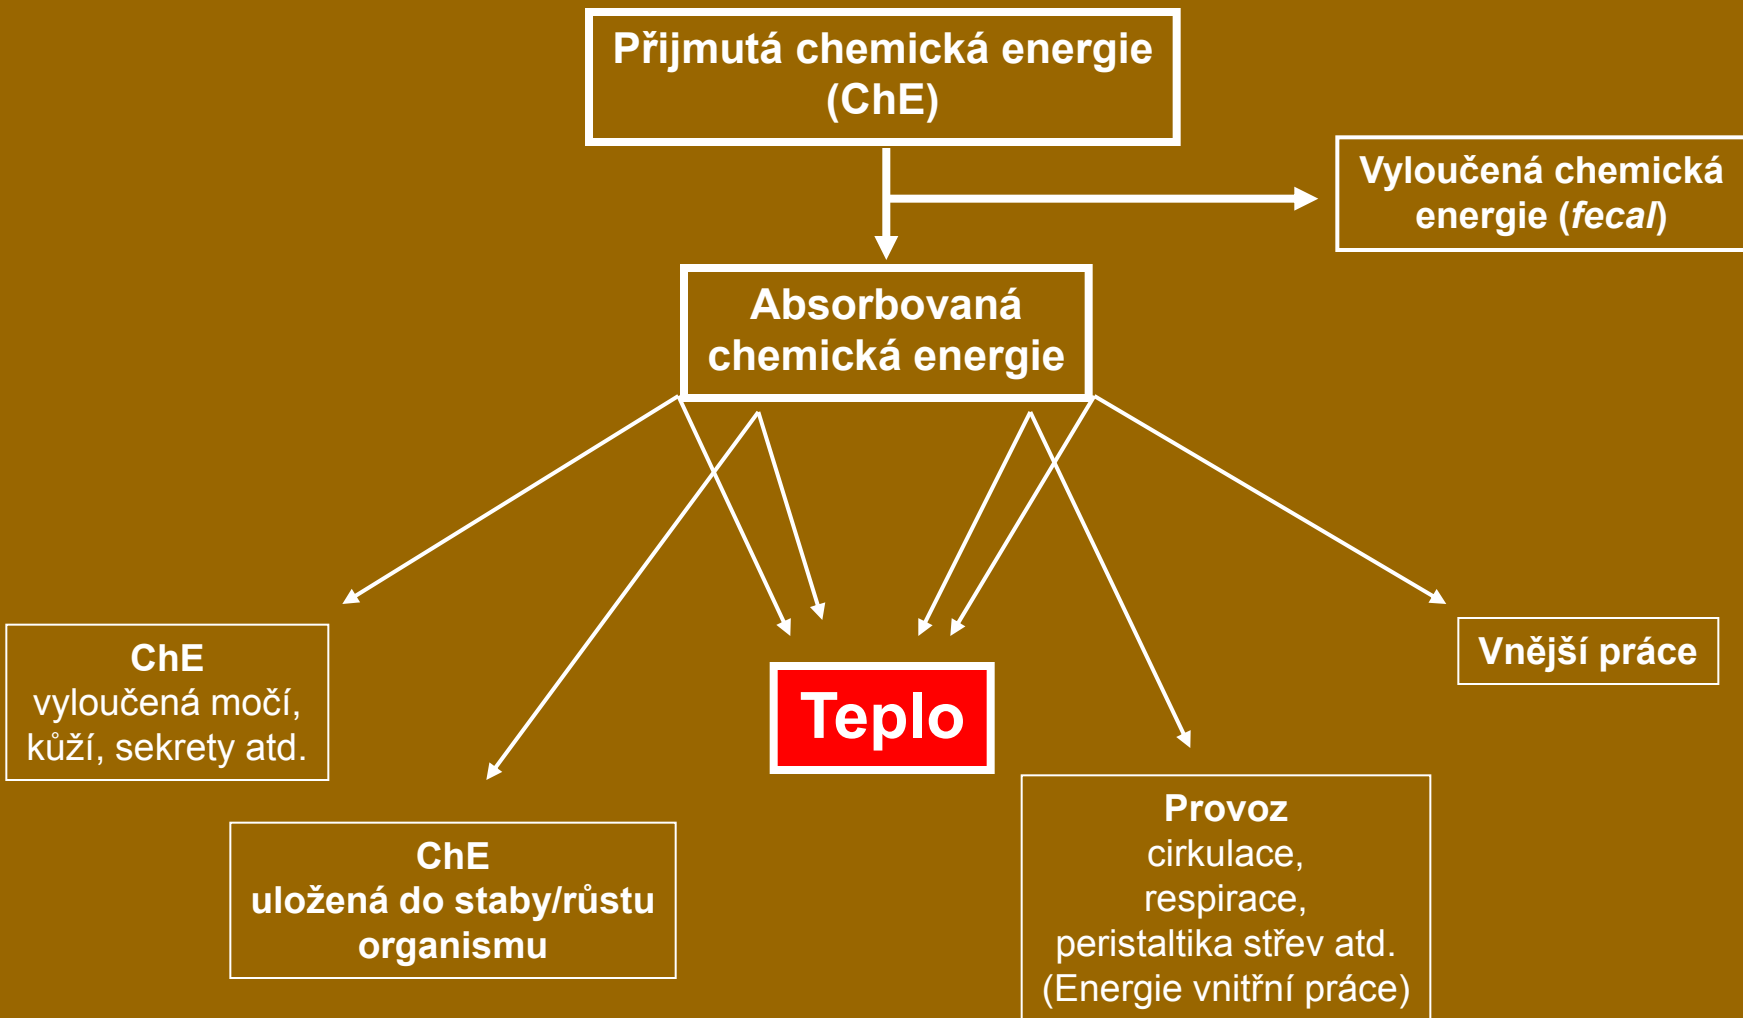 Přijmutá chemická energie
(ChE)
Vyloučená chemická
energie (fecal)
Absorbovaná
chemická energie
ChE
vyloučená močí,
kůží, sekrety atd.
Vnější práce
Teplo
ChE
uložená do staby/růstu
organismu
Provoz
cirkulace,
respirace,
peristaltika střev atd.
(Energie vnitřní práce)